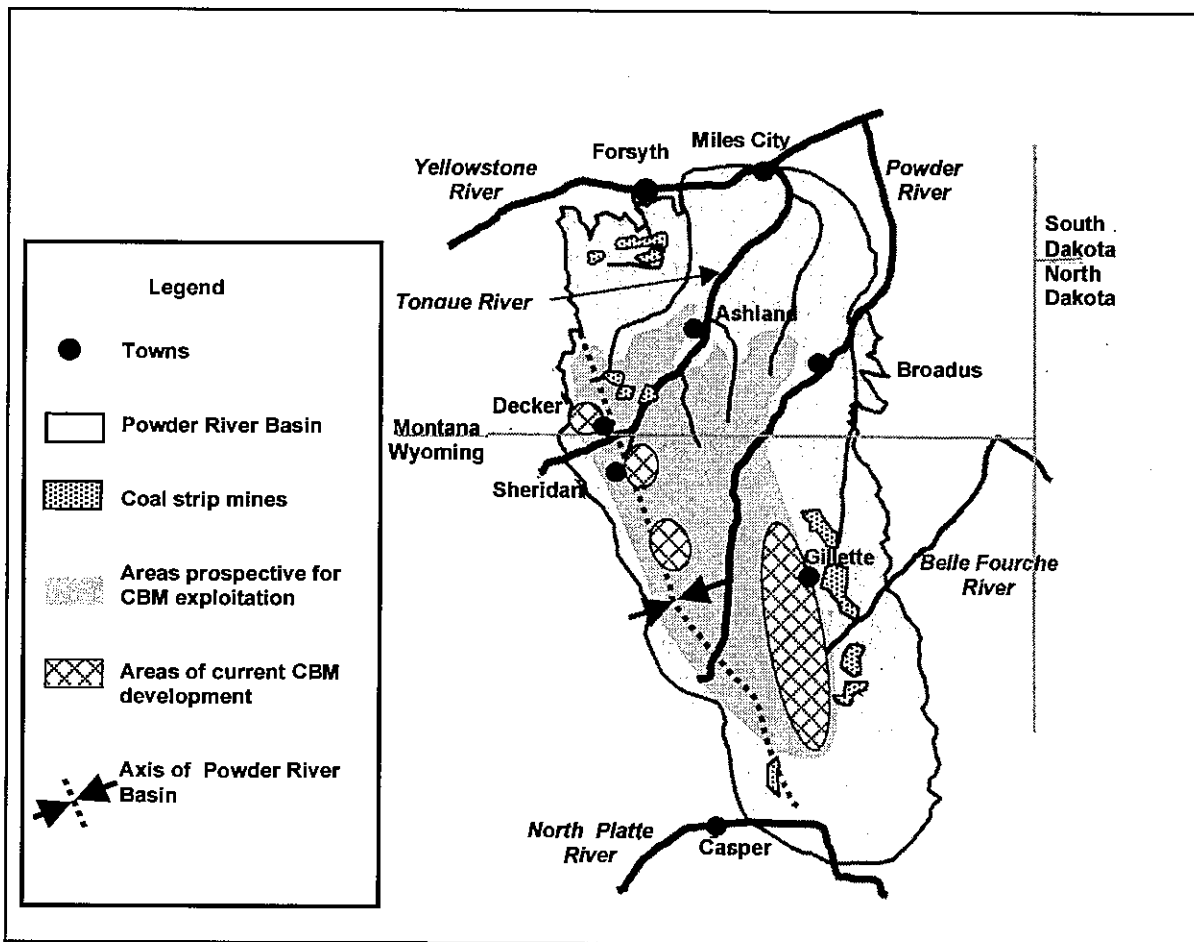 Miles City
Forsyth
Yellowstone
River
Powder
River
South
Dakota
North
Dakota
Legend
Tongue River
Ashland
Towns
Broadus
Decker
Powder River Basin
Montana
Wyoming
Sheridan
Coal strip mines
Gillette
Belle Fourche
River
Areas prospective for
CBM exploitation
Areas of current CBM
development
Axis of Powder River
Basin
North Platte
River
Casper